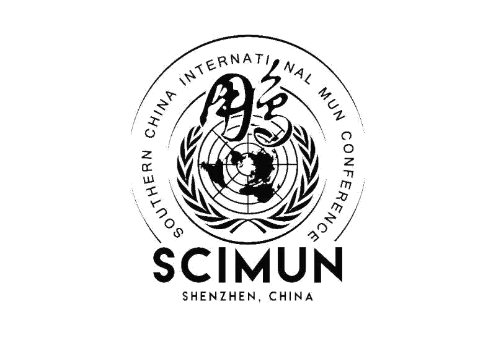 SOUTHERN CHINA INTERNATIONAL MUN CONFERENCE
鹏
SCIMUN
SHENZHEN, CHINA